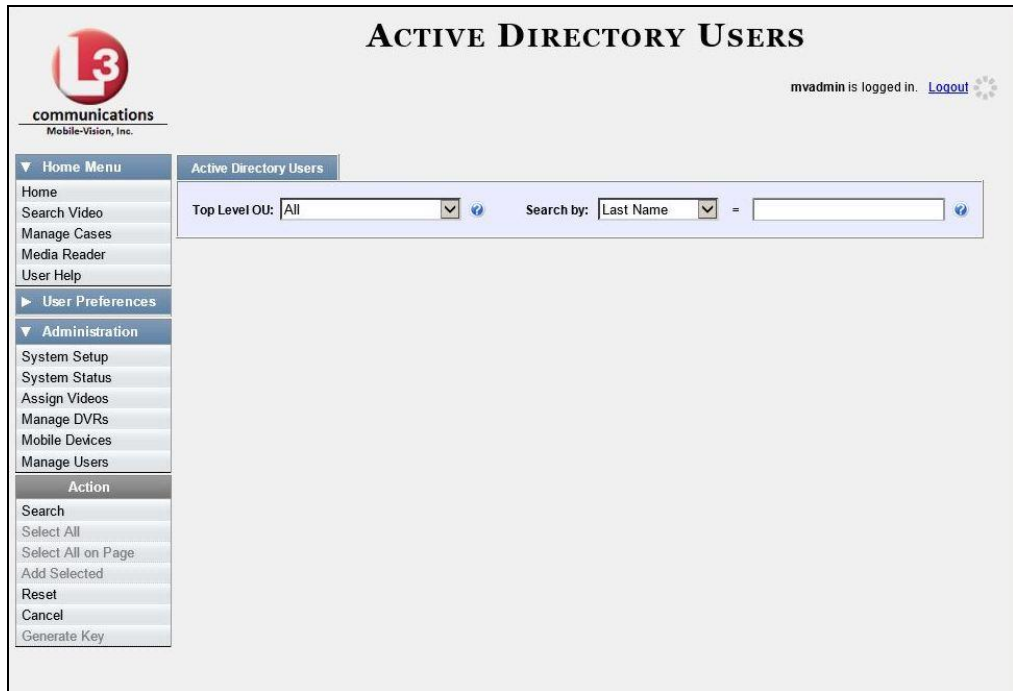 ACTIVE DIRECTORY USERS
mvadmin is logged in. Logout
L3
communications
Mobile-Vision, Inc.
Home Menu
Home
Search Video
Manage Cases
Media Reader
User Help
User Preferences
Administration
System Setup
System Status
Assign Videos
Manage DVRs
Mobile Devices
Manage Users
Action
Search
Select All
Select All on Page
Add Selected
Reset
Cancel
Generate Key
Active Directory Users
Top Level OU: All ? Search by: Last Name = ?